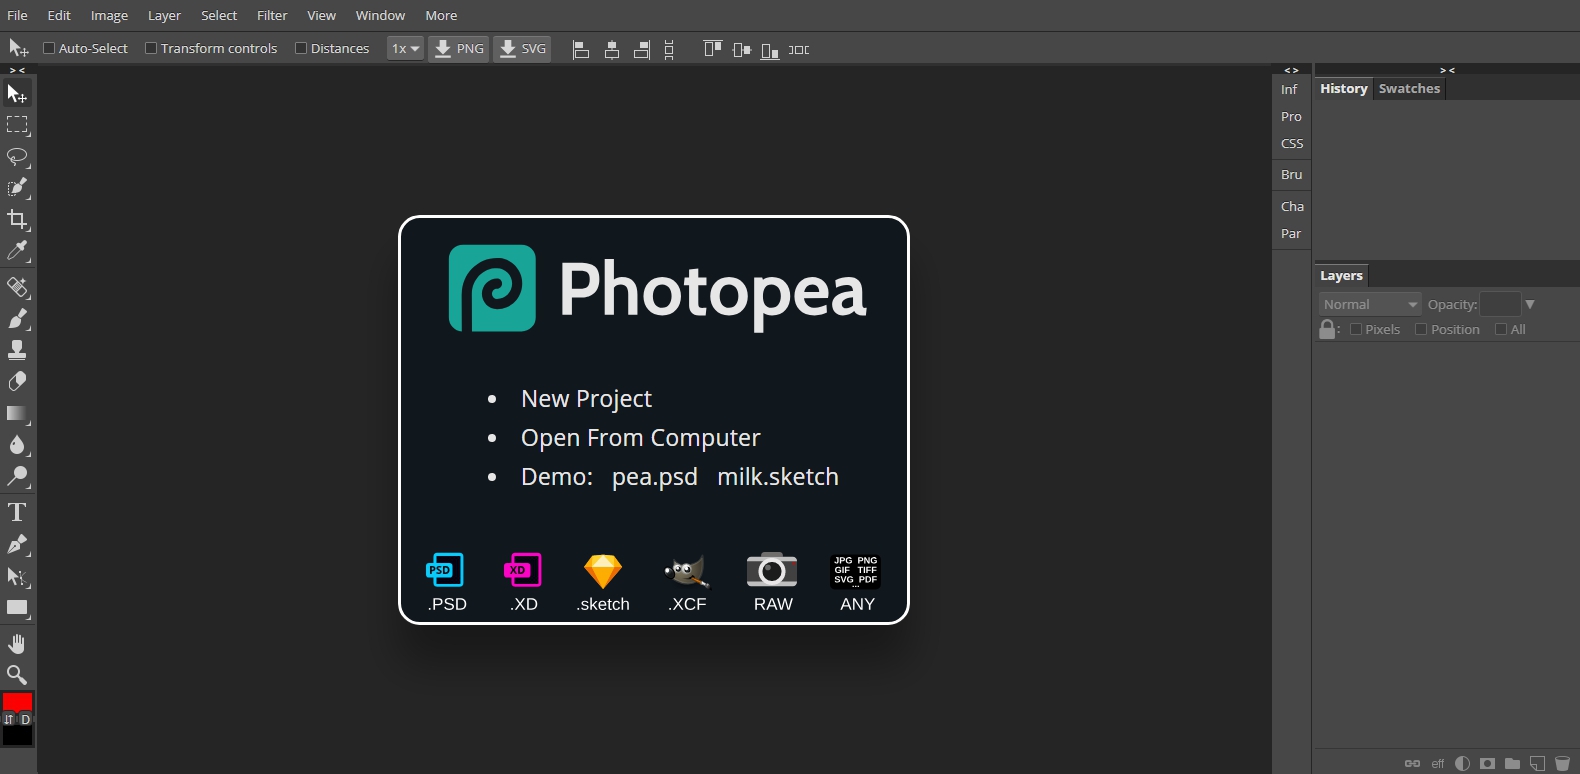 File Edit Image Layer Select Filter View Window More
Auto-Select Transform controls Distances 1x PNG SVG
> < < > > <
Inf
Pro
CSS
Bru
Cha
Par
History Swatches
Layers
Normal Opacity:
: Pixels Position All
Photopea
• New Project
• Open From Computer
• Demo: pea.psd milk.sketch
PSD XD JPG PNG
GIF TIFF
SVG PDF
...
.PSD .XD .sketch .XCF RAW ANY
T
D
eff